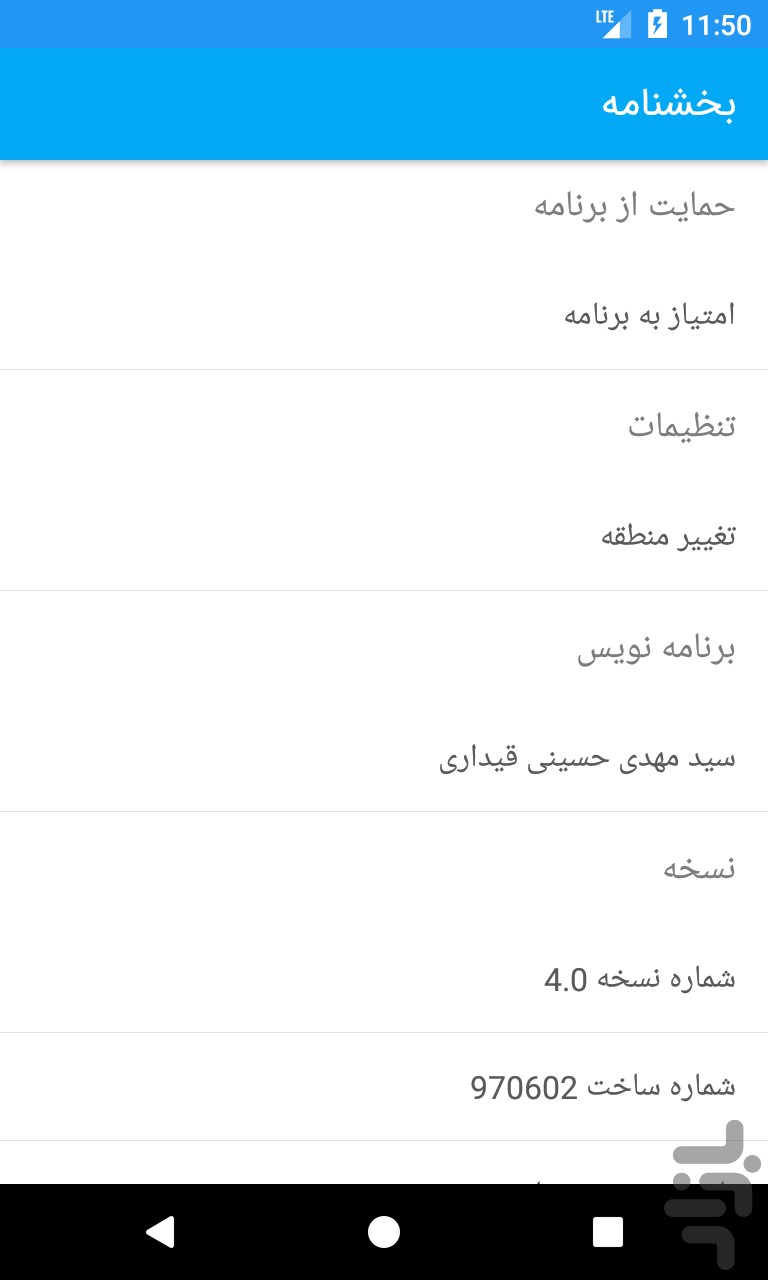 LTE 11:50
بخشنامه
حمایت از برنامه
امتیاز به برنامه
تنظیمات
تغییر منطقه
برنامه نویس
سید مهدی حسینی قیداری
نسخه
شماره نسخه 4.0
شماره ساخت 970602
بازار